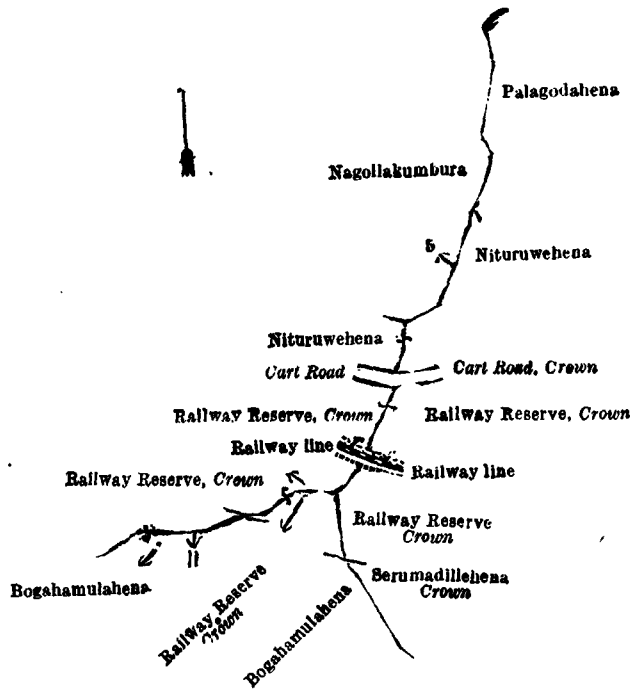 Palagodahena
Nagollakumbura
5
Nituruwehena
Nituruwehena
Cart Road
Cart Road, Crown
Railway Reserve, Crown
Railway Reserve, Crown
Railway line
Railway line
Railway Reserve, Crown
Railway Reserve
Crown
Bogahamulahena
Serumadillehena
Crown
Railway Reserve
Crown
Bogahamulahena